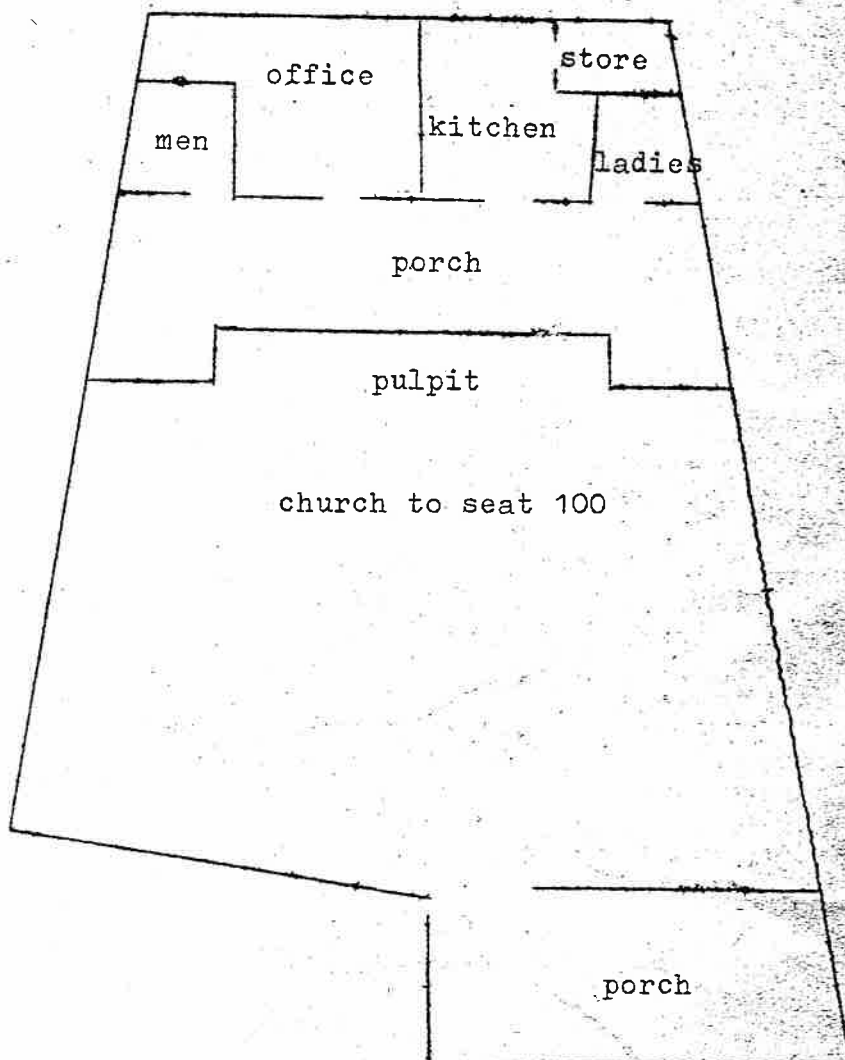 store
office
kitchen
men
ladies
porch
pulpit
church to seat 100
porch